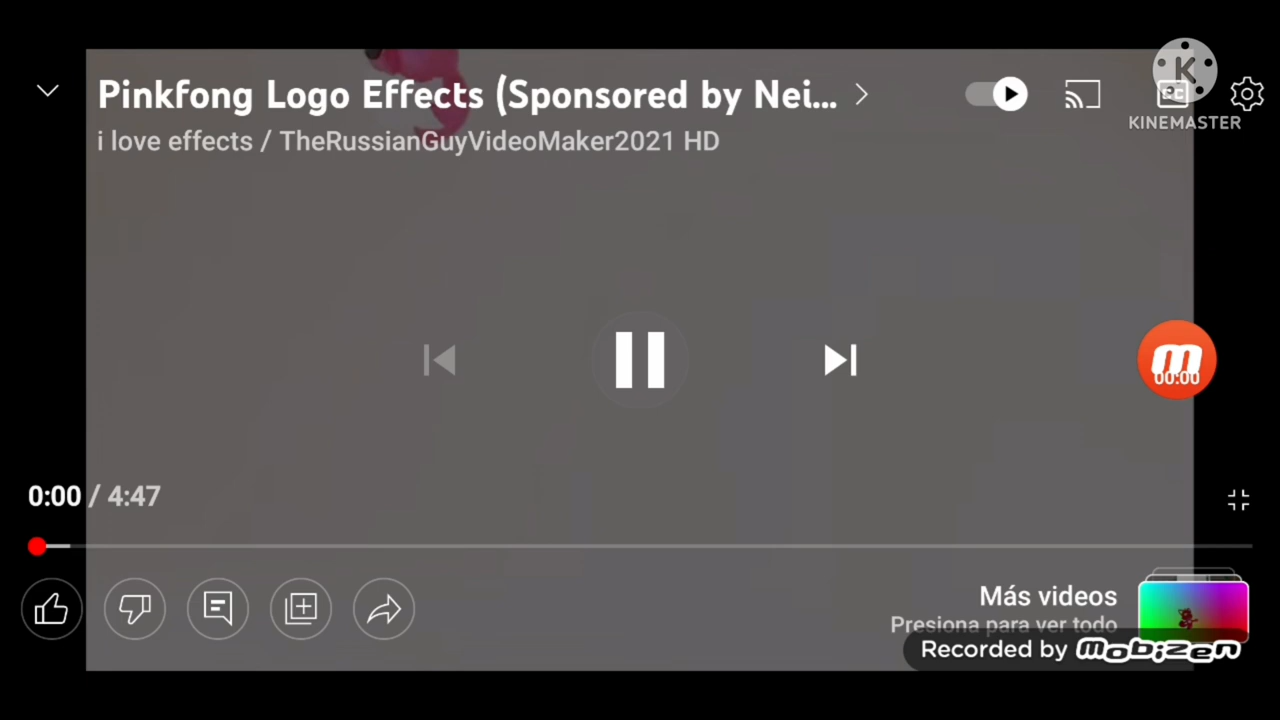 Pinkfong Logo Effects (Sponsored by Nei...
i love effects / TheRussianGuyVideoMaker2021 HD
CC
K
KINEMASTER
m
00:00
0:00 / 4:47
Más videos
Presiona para ver todo
Recorded by mobizen